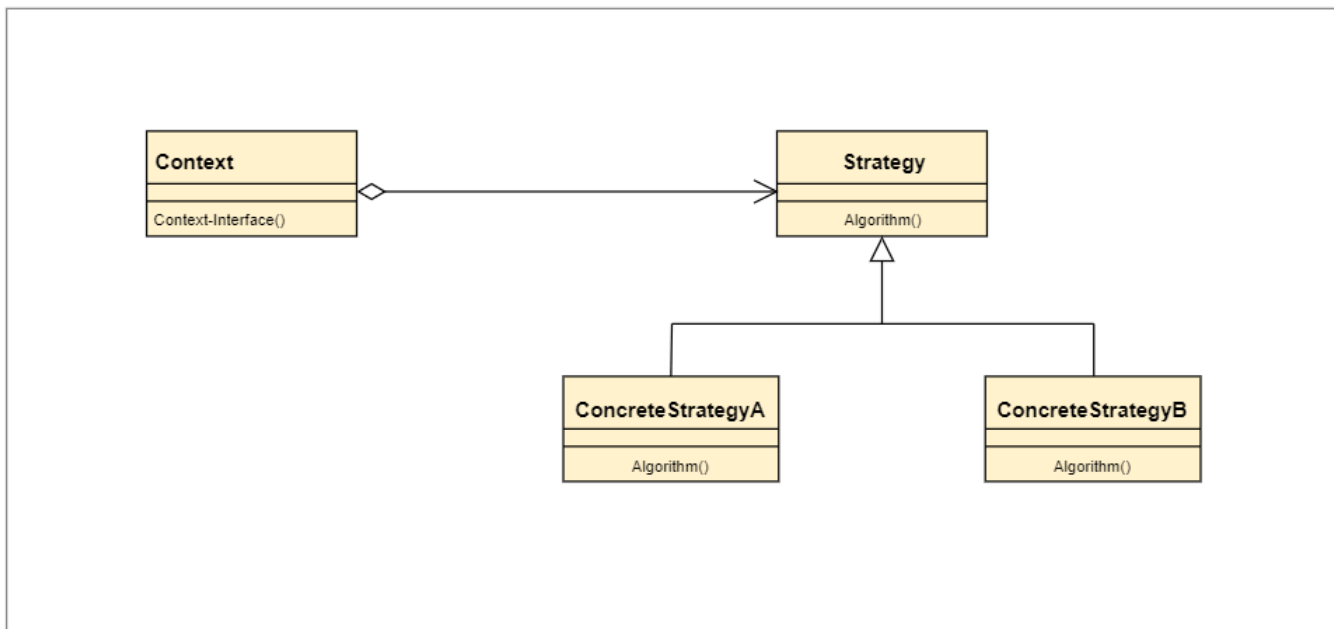 Context
Context-Interface()
Strategy
Algorithm()
ConcreteStrategyA
Algorithm()
ConcreteStrategyB
Algorithm()